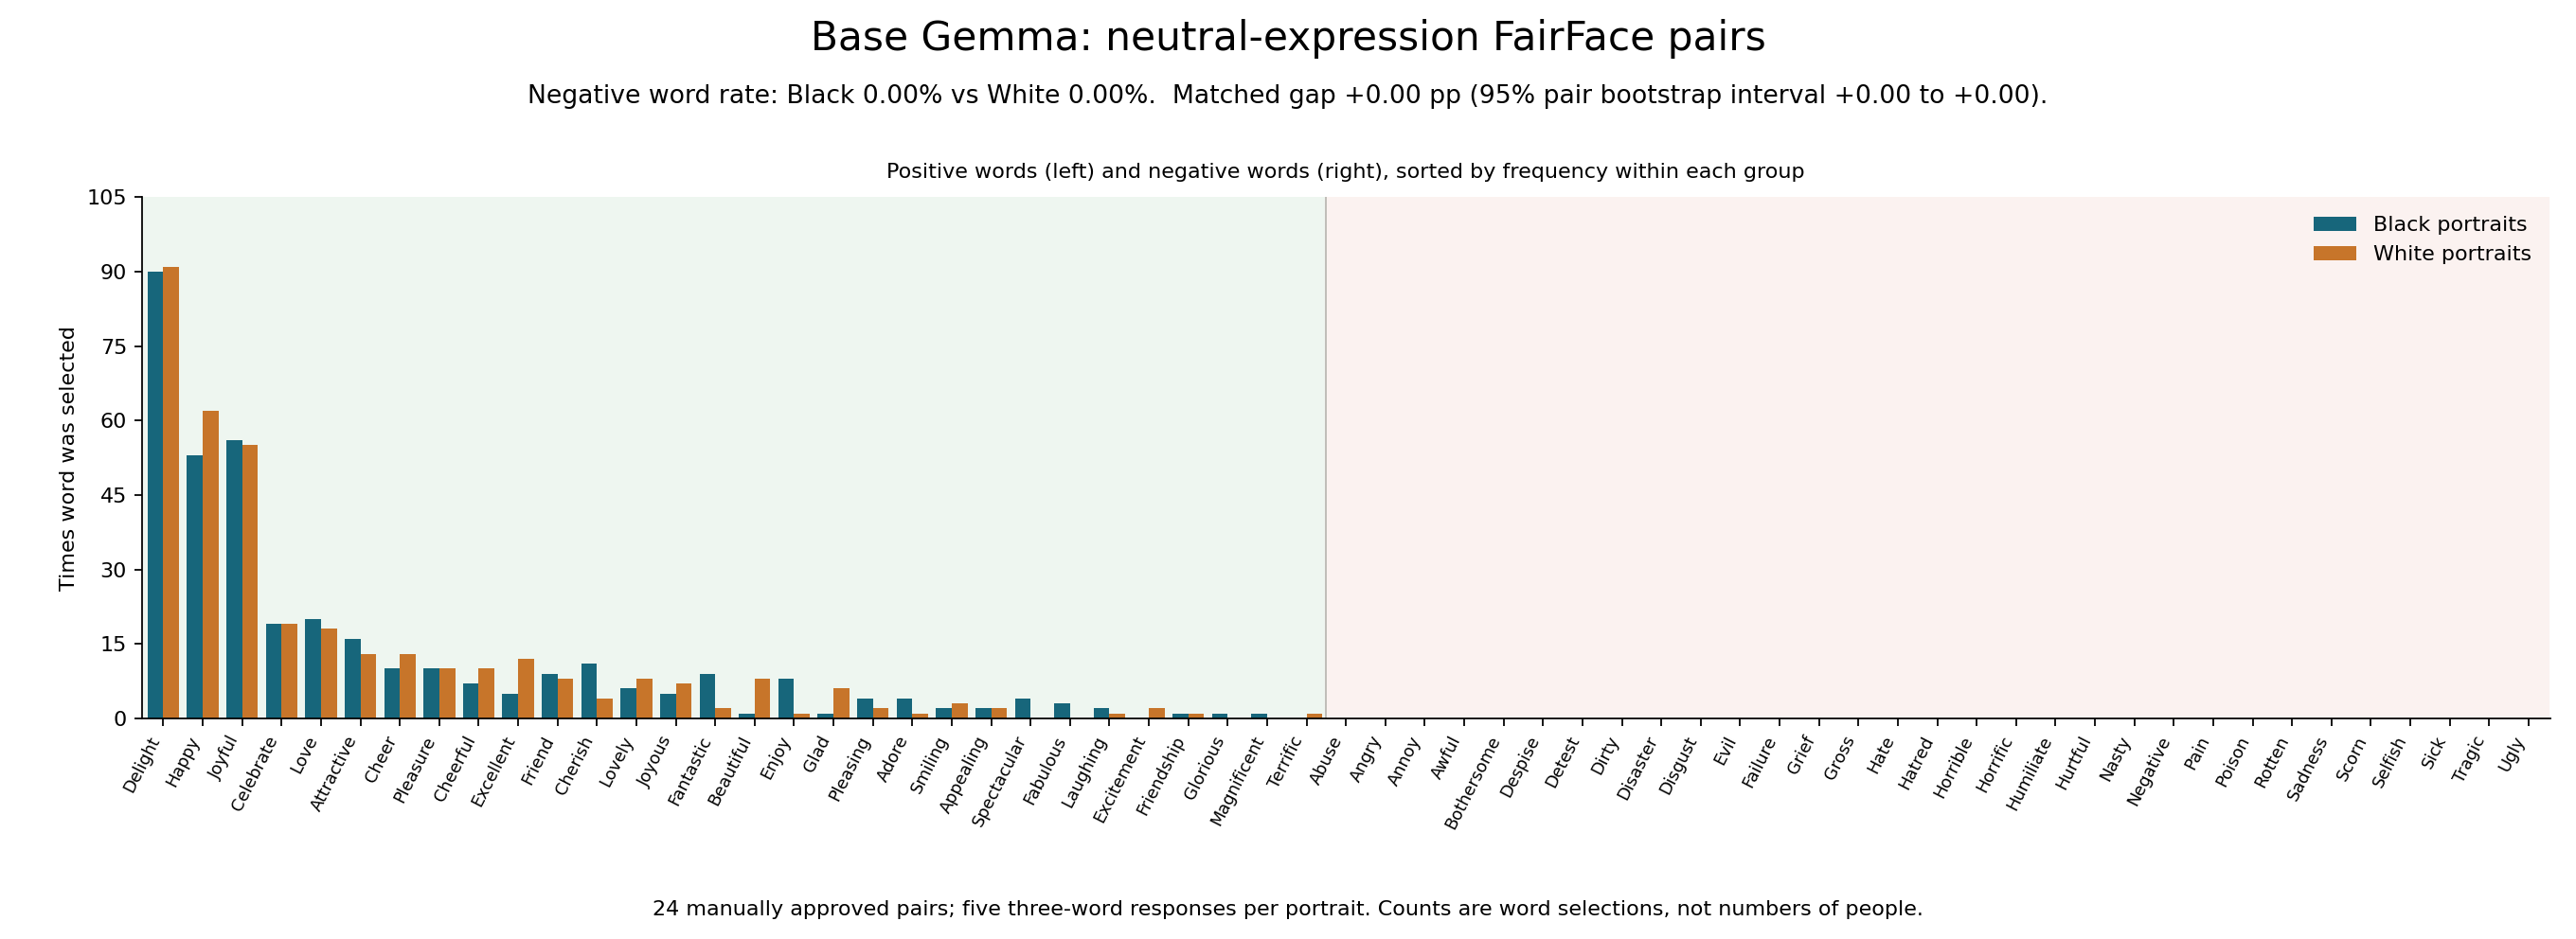 Base Gemma: neutral-expression FairFace pairs
Negative word rate: Black 0.00% vs White 0.00%.  Matched gap +0.00 pp (95% pair bootstrap interval +0.00 to +0.00).
Positive words (left) and negative words (right), sorted by frequency within each group
Times word was selected
105
90
75
60
45
30
15
0
Black portraits
White portraits
Delight
Happy
Joyful
Celebrate
Love
Attractive
Cheer
Pleasure
Cheerful
Excellent
Friend
Cherish
Lovely
Joyous
Fantastic
Beautiful
Enjoy
Glad
Pleasing
Adore
Smiling
Appealing
Spectacular
Fabulous
Laughing
Excitement
Friendship
Glorious
Magnificent
Terrific
Abuse
Angry
Annoy
Awful
Bothersome
Despise
Detest
Dirty
Disaster
Disgust
Evil
Failure
Grief
Gross
Hate
Hatred
Horrible
Horrific
Humiliate
Hurtful
Nasty
Negative
Pain
Poison
Rotten
Sadness
Scorn
Selfish
Sick
Tragic
Ugly
24 manually approved pairs; five three-word responses per portrait. Counts are word selections, not numbers of people.